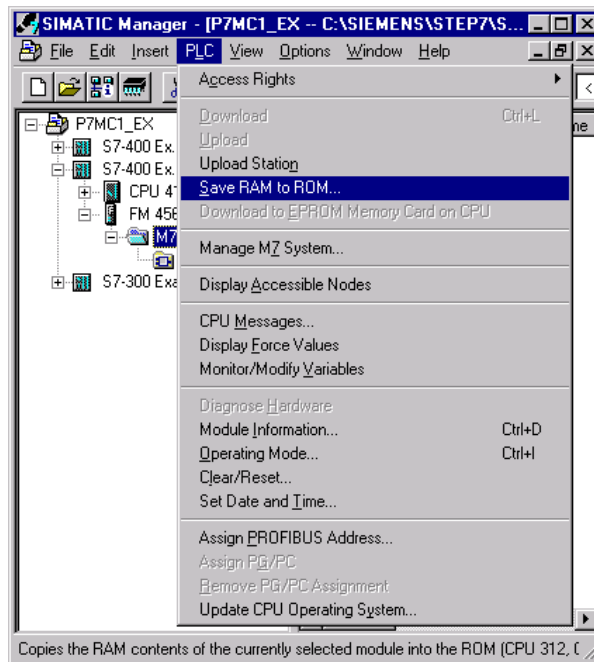 SIMATIC Manager - [P7MC1_EX -- C:\SIEMENS\STEP7\S...
File Edit Insert PLC View Options Window Help
Access Rights
Download Ctrl+L
Upload
Upload Station
Save RAM to ROM...
Download to EPROM Memory Card on CPU
Manage M7 System...
Display Accessible Nodes
CPU Messages...
Display Force Values
Monitor/Modify Variables
Diagnose Hardware
Module Information... Ctrl+D
Operating Mode... Ctrl+I
Clear/Reset...
Set Date and Time...
Assign PROFIBUS Address...
Assign PG/PC
Remove PG/PC Assignment
Update CPU Operating System...
P7MC1_EX
S7-400 Ex.
S7-400 Ex.
CPU 41
FM 456
M7
S7-300 Exa
me
<
Copies the RAM contents of the currently selected module into the ROM (CPU 312,